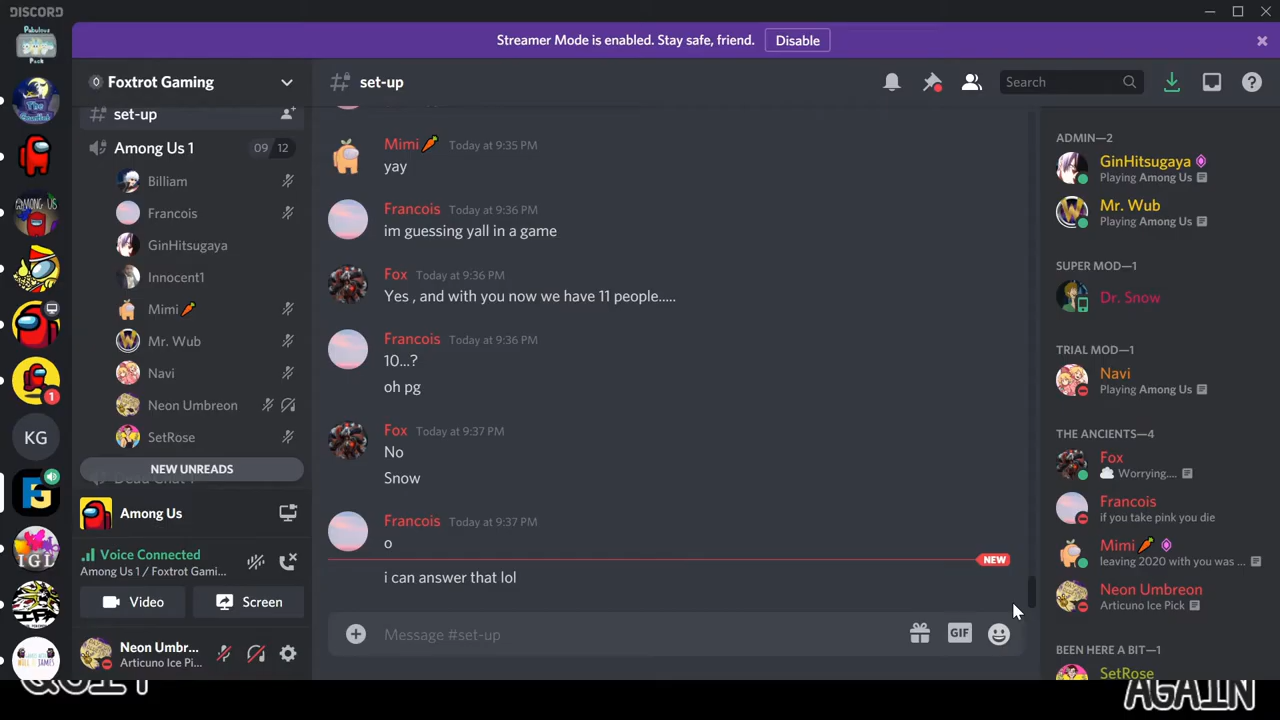 DISCORD
Streamer Mode is enabled. Stay safe, friend. Disable
Foxtrot Gaming
set-up
Search
set-up
Among Us 1 09 12
Billiam
Francois
GinHitsugaya
Innocent1
Mimi🥕
Mr. Wub
Navi
Neon Umbreon
SetRose
NEW UNREADS
Among Us
Voice Connected
Among Us 1 / Foxtrot Gami...
Video Screen
Neon Umbr...
Articuno Ice Pi...
KG
IGL
Mimi🥕 Today at 9:35 PM
yay
Francois Today at 9:36 PM
im guessing yall in a game
Fox Today at 9:36 PM
Yes , and with you now we have 11 people.....
Francois Today at 9:36 PM
10...?
oh pg
Fox Today at 9:37 PM
No
Snow
Francois Today at 9:37 PM
o
NEW
i can answer that lol
Message #set-up
GIF
ADMIN—2
GinHitsugaya
Playing Among Us
Mr. Wub
Playing Among Us
SUPER MOD—1
Dr. Snow
TRIAL MOD—1
Navi
Playing Among Us
THE ANCIENTS—4
Fox
Worrying....
Francois
if you take pink you die
Mimi🥕
leaving 2020 with you was ...
Neon Umbreon
Articuno Ice Pick
BEEN HERE A BIT—1
SetRose
QUIT
AGAIN